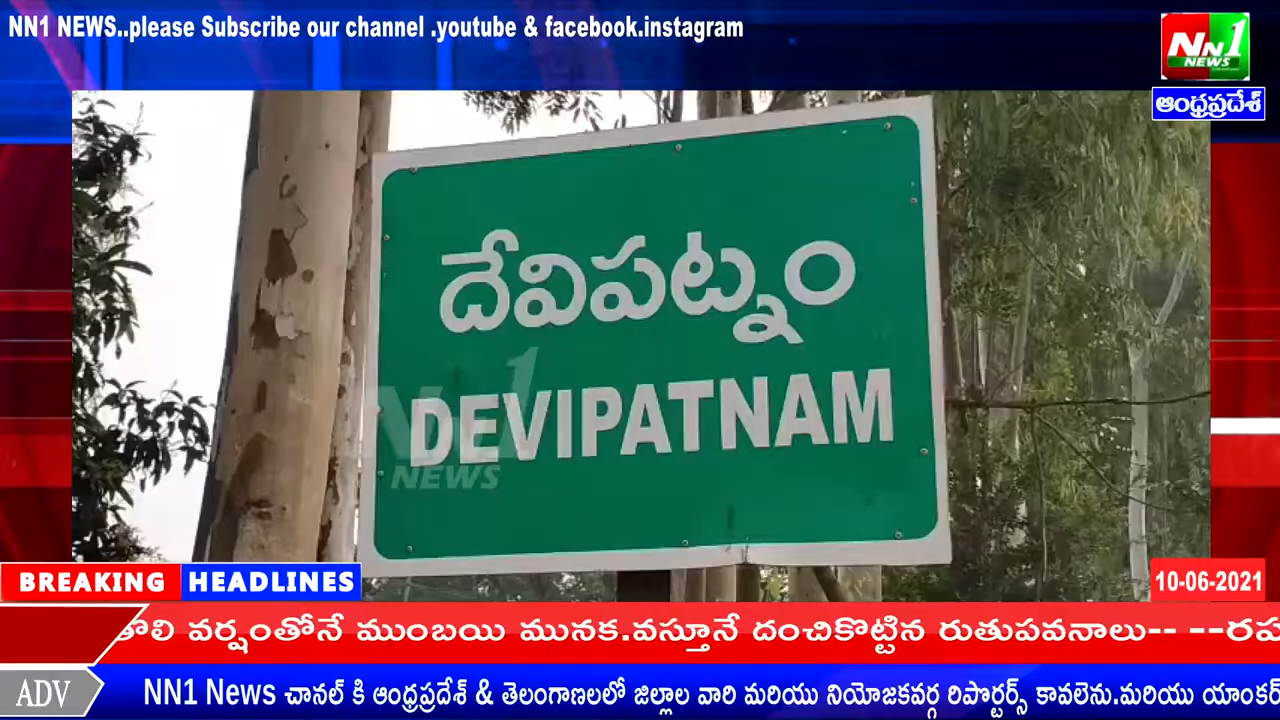 NN1 NEWS..please Subscribe our channel .youtube & facebook.instagram
NN1
NEWS
ఆంధ్రప్రదేశ్
దేవిపట్నం
DEVIPATNAM
NN1
NEWS
BREAKING HEADLINES
10-06-2021
తొలి వర్షంతోనే ముంబయి మునక.వస్తూనే దంచికొట్టిన రుతుపవనాలు-- --రహ
ADV
NN1 News చానల్ కి ఆంధ్రప్రదేశ్ & తెలంగాణలలో జిల్లాల వారి మరియు నియోజకవర్గ రిపోర్టర్స్ కావలెను.మరియు యాంకర్